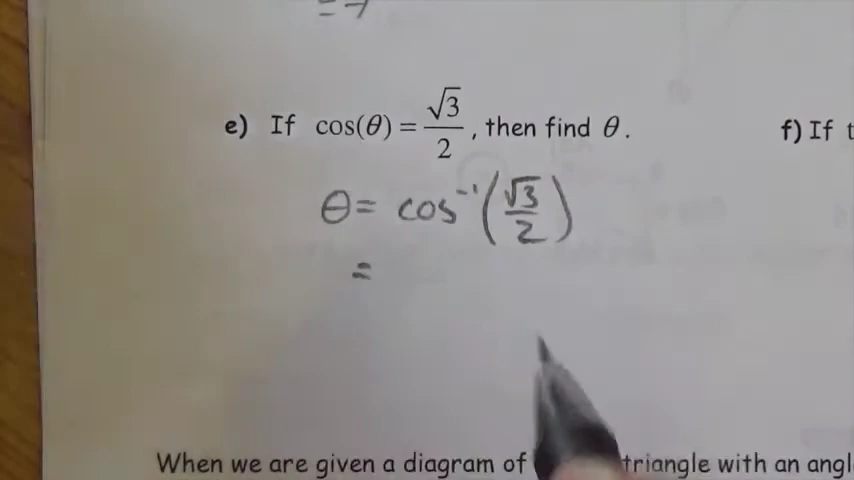 = 7
e) If cos(θ) = √3/2, then find θ.
f) If t
θ = cos⁻¹(√3/2)
=
When we are given a diagram of triangle with an angl